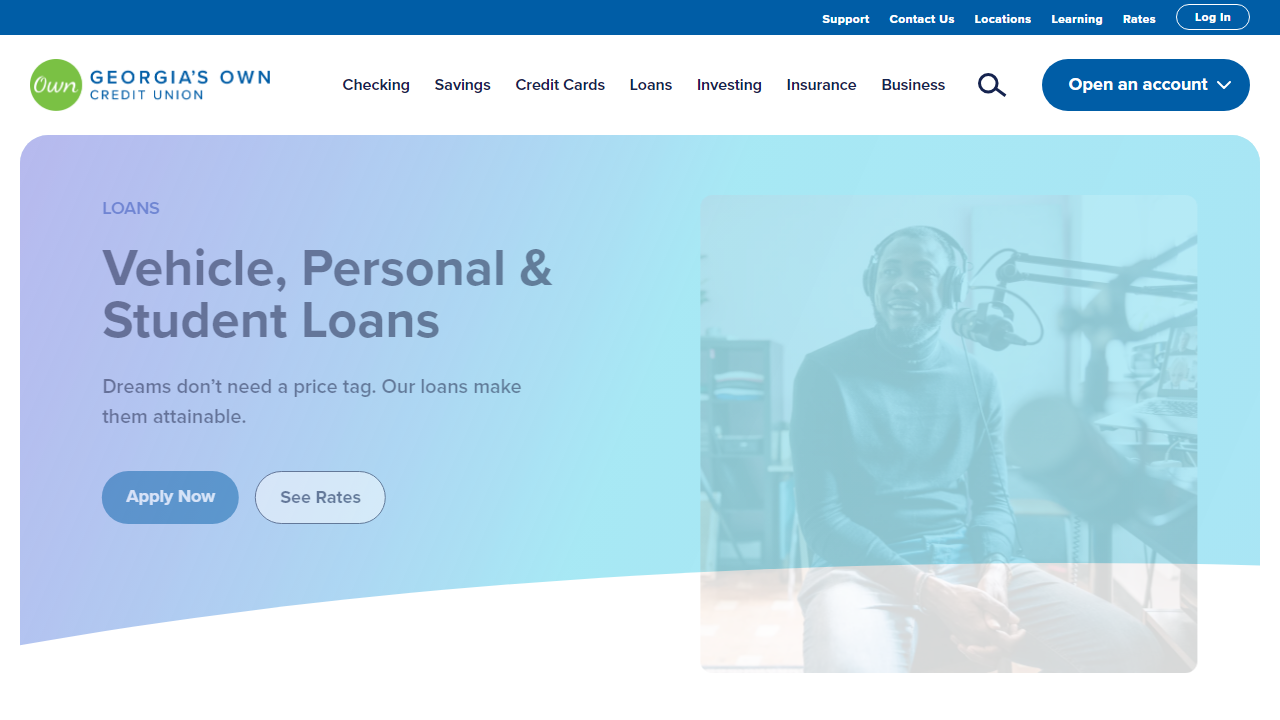 Support Contact Us Locations Learning Rates Log In
Own GEORGIA'S OWN
CREDIT UNION
Checking Savings Credit Cards Loans Investing Insurance Business Open an account
LOANS
Vehicle, Personal &
Student Loans
Dreams don’t need a price tag. Our loans make
them attainable.
Apply Now See Rates